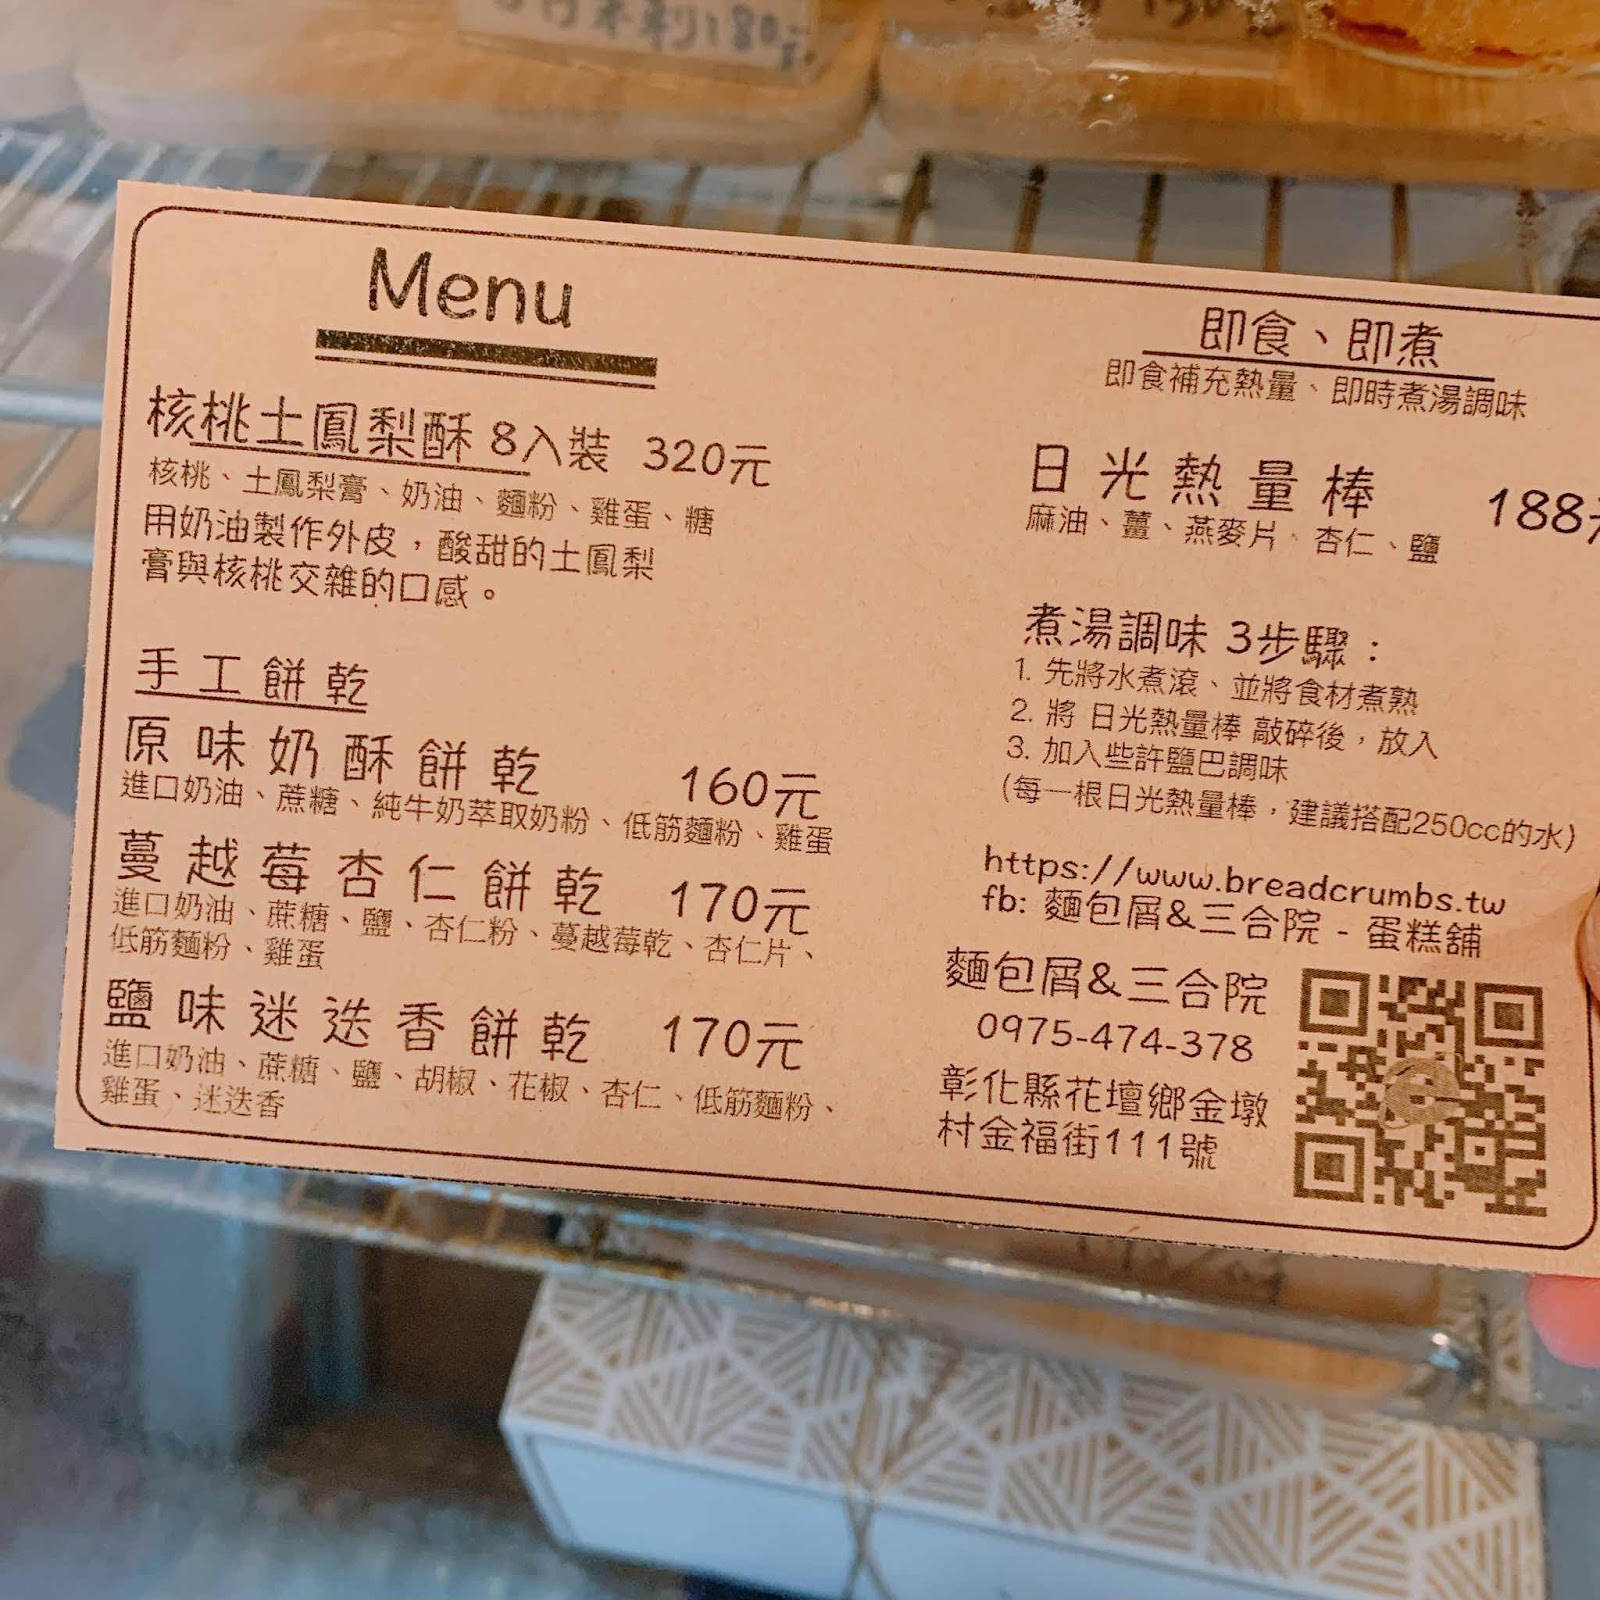 180元
Menu
核桃土鳳梨酥 8入裝 320元
核桃、土鳳梨膏、奶油、麵粉、雞蛋、糖
用奶油製作外皮，酸甜的土鳳梨
膏與核桃交雜的口感。
手工餅乾
原味奶酥餅乾 160元
進口奶油、蔗糖、純牛奶萃取奶粉、低筋麵粉、雞蛋
蔓越莓杏仁餅乾 170元
進口奶油、蔗糖、鹽、杏仁粉、蔓越莓乾、杏仁片、
低筋麵粉、雞蛋
鹽味迷迭香餅乾 170元
進口奶油、蔗糖、鹽、胡椒、花椒、杏仁、低筋麵粉、
雞蛋、迷迭香
即食、即煮
即食補充熱量、即時煮湯調味
日光熱量棒 188元
麻油、薑、燕麥片、杏仁、鹽
煮湯調味 3步驟：
1. 先將水煮滾、並將食材煮熟
2. 將 日光熱量棒 敲碎後，放入
3. 加入些許鹽巴調味
(每一根日光熱量棒，建議搭配250cc的水)
https://www.breadcrumbs.tw
fb: 麵包屑&三合院 - 蛋糕舖
麵包屑&三合院
0975-474-378
彰化縣花壇鄉金墩
村金福街111號